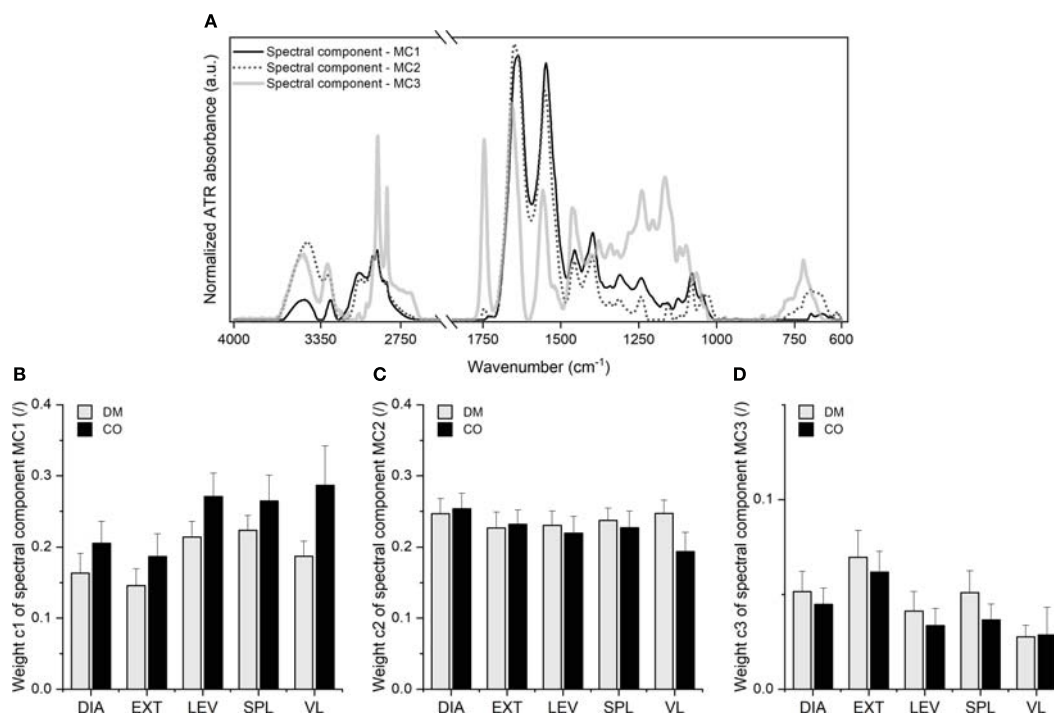 A
Spectral component - MC1
Spectral component - MC2
Spectral component - MC3
Normalized ATR absorbance (a.u.)
4000 3350 2750 1750 1500 1250 1000 750 600
Wavenumber (cm-1)
B
DM
CO
Weight c1 of spectral component MC1 (/)
0.4
0.3
0.2
0.1
0.0
DIA EXT LEV SPL VL
C
DM
CO
Weight c2 of spectral component MC2 (/)
0.4
0.3
0.2
0.1
0.0
DIA EXT LEV SPL VL
D
DM
CO
Weight c3 of spectral component MC3 (/)
0.1
0.0
DIA EXT LEV SPL VL